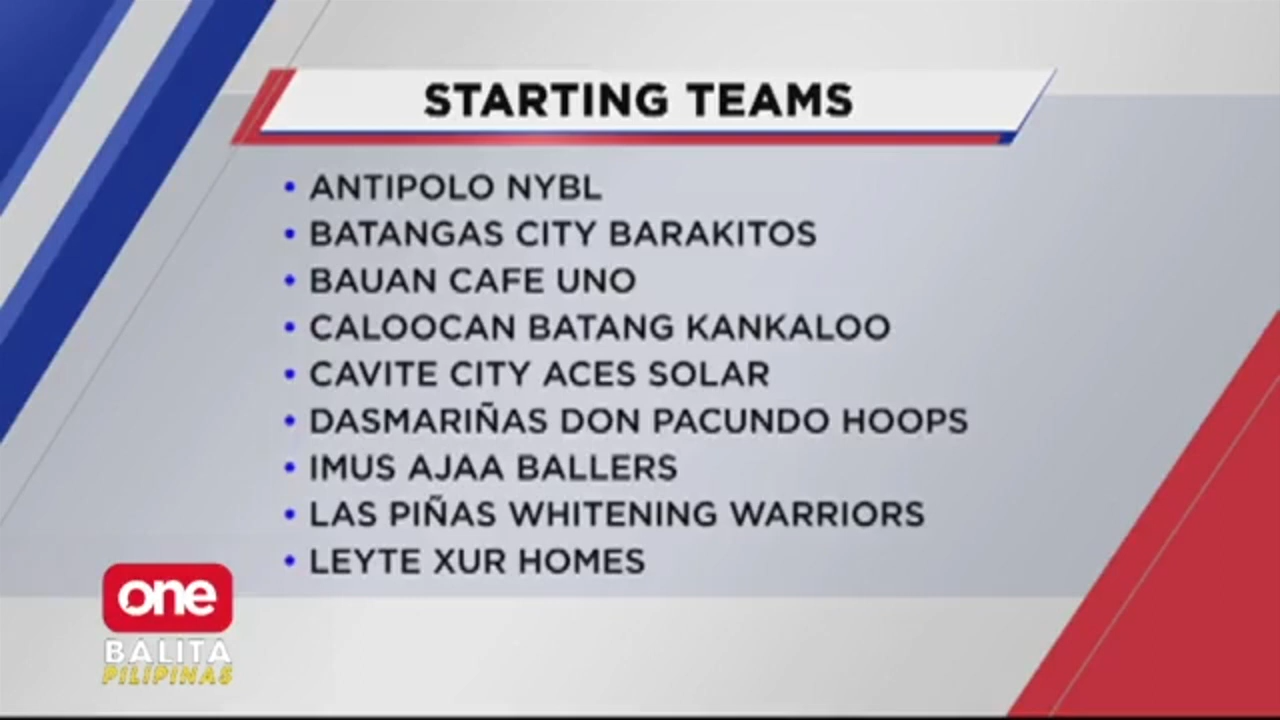 STARTING TEAMS
• ANTIPOLO NYBL
• BATANGAS CITY BARAKITOS
• BAUAN CAFE UNO
• CALOOCAN BATANG KANKALOO
• CAVITE CITY ACES SOLAR
• DASMARIÑAS DON PACUNDO HOOPS
• IMUS AJAA BALLERS
• LAS PIÑAS WHITENING WARRIORS
• LEYTE XUR HOMES
one
BALITA
PILIPINAS